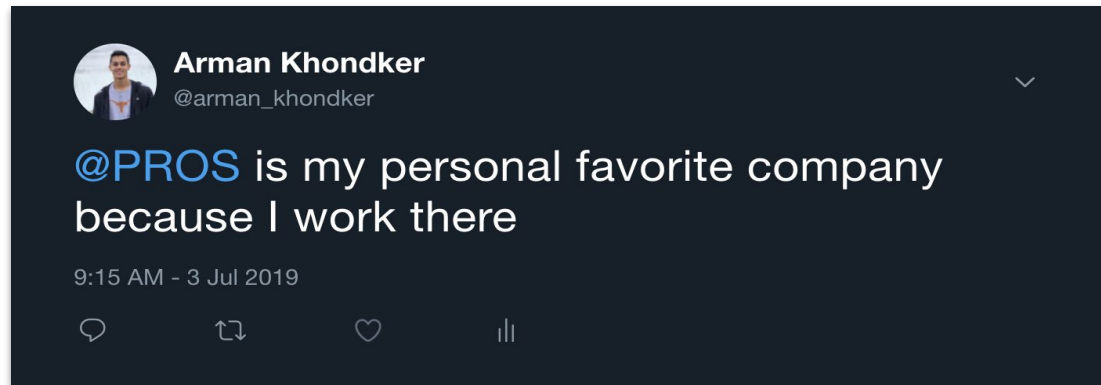 Arman Khondker
@arman_khondker
@PROS is my personal favorite company
because I work there
9:15 AM - 3 Jul 2019